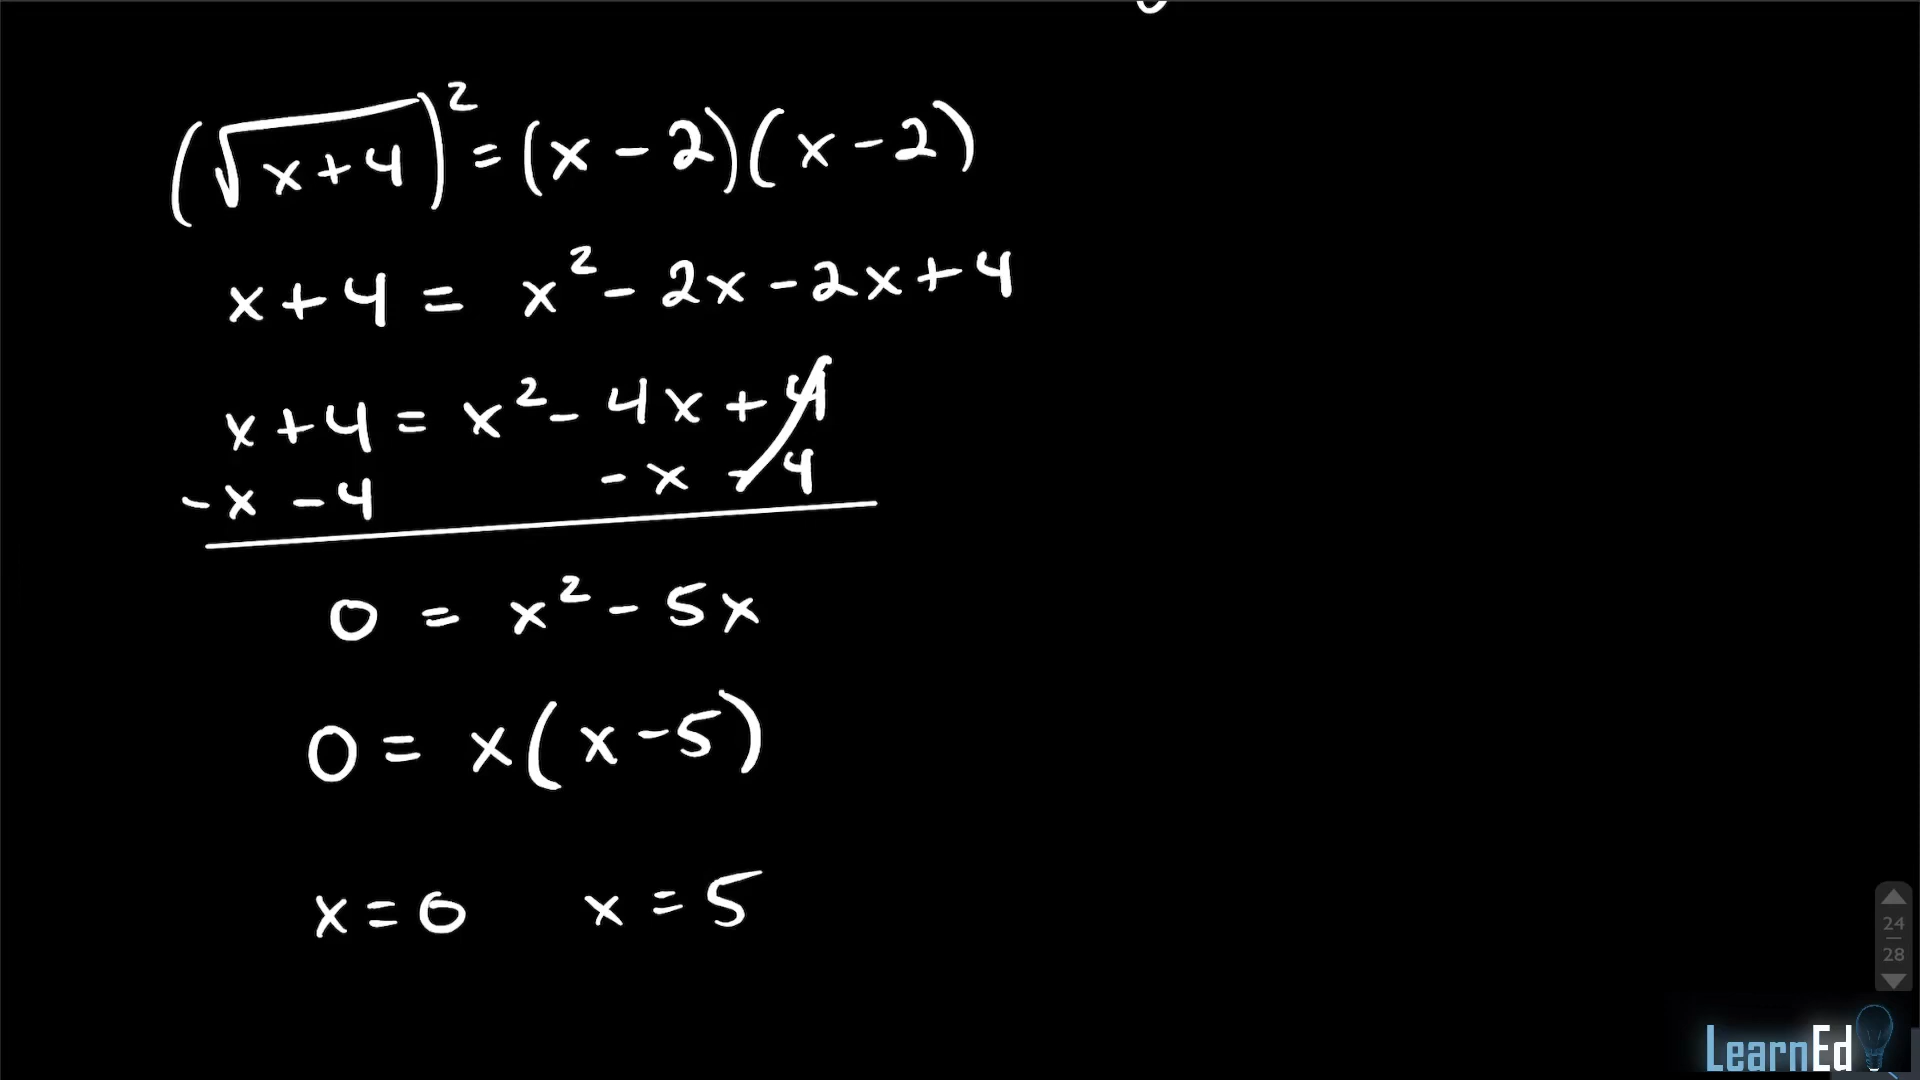 (√x+4)² = (x - 2)(x - 2)
x + 4 = x² - 2x - 2x + 4
x + 4 = x² - 4x + 4
- x - 4 - x - 4
0 = x² - 5x
0 = x(x - 5)
x = 0 x = 5
24
28
LearnEd